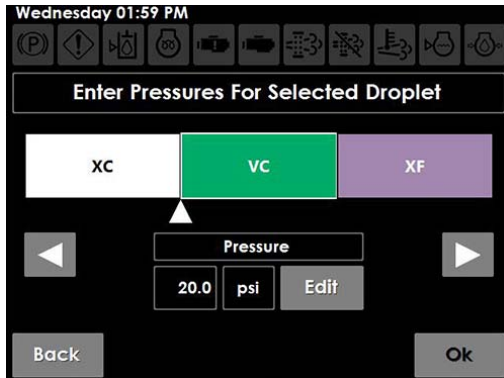 Wednesday 01:59 PM
(P)
Enter Pressures For Selected Droplet
XC VC XF
Pressure
20.0 psi Edit
Back Ok